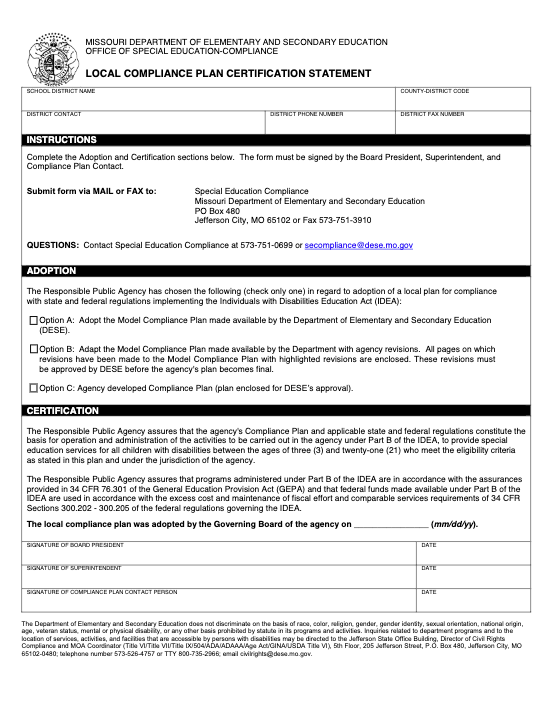 MISSOURI DEPARTMENT OF ELEMENTARY AND SECONDARY EDUCATION
OFFICE OF SPECIAL EDUCATION-COMPLIANCE
LOCAL COMPLIANCE PLAN CERTIFICATION STATEMENT
SCHOOL DISTRICT NAME
COUNTY-DISTRICT CODE
DISTRICT CONTACT
DISTRICT PHONE NUMBER
DISTRICT FAX NUMBER
INSTRUCTIONS
Complete the Adoption and Certification sections below. The form must be signed by the Board President, Superintendent, and
Compliance Plan Contact.
Submit form via MAIL or FAX to:
Special Education Compliance
Missouri Department of Elementary and Secondary Education
PO Box 480
Jefferson City, MO 65102 or Fax 573-751-3910
QUESTIONS: Contact Special Education Compliance at 573-751-0699 or secompliance@dese.mo.gov
ADOPTION
The Responsible Public Agency has chosen the following (check only one) in regard to adoption of a local plan for compliance
with state and federal regulations implementing the Individuals with Disabilities Education Act (IDEA):
Option A: Adopt the Model Compliance Plan made available by the Department of Elementary and Secondary Education
(DESE).
Option B: Adapt the Model Compliance Plan made available by the Department with agency revisions. All pages on which
revisions have been made to the Model Compliance Plan with highlighted revisions are enclosed. These revisions must
be approved by DESE before the agency's plan becomes final.
Option C: Agency developed Compliance Plan (plan enclosed for DESE's approval).
CERTIFICATION
The Responsible Public Agency assures that the agency's Compliance Plan and applicable state and federal regulations constitute the
basis for operation and administration of the activities to be carried out in the agency under Part B of the IDEA, to provide special
education services for all children with disabilities between the ages of three (3) and twenty-one (21) who meet the eligibility criteria
as stated in this plan and under the jurisdiction of the agency.
The Responsible Public Agency assures that programs administered under Part B of the IDEA are in accordance with the assurances
provided in 34 CFR 76.301 of the General Education Provision Act (GEPA) and that federal funds made available under Part B of the
IDEA are used in accordance with the excess cost and maintenance of fiscal effort and comparable services requirements of 34 CFR
Sections 300.202 - 300.205 of the federal regulations governing the IDEA.
The local compliance plan was adopted by the Governing Board of the agency on _______________ (mm/dd/yy).
SIGNATURE OF BOARD PRESIDENT
DATE
SIGNATURE OF SUPERINTENDENT
DATE
SIGNATURE OF COMPLIANCE PLAN CONTACT PERSON
DATE
The Department of Elementary and Secondary Education does not discriminate on the basis of race, color, religion, gender, gender identity, sexual orientation, national origin,
age, veteran status, mental or physical disability, or any other basis prohibited by statute in its programs and activities. Inquiries related to department programs and to the
location of services, activities, and facilities that are accessible by persons with disabilities may be directed to the Jefferson State Office Building, Director of Civil Rights
Compliance and MOA Coordinator (Title VI/Title VII/Title IX/504/ADA/ADAAA/Age Act/GINA/USDA Title VI), 5th Floor, 205 Jefferson Street, P.O. Box 480, Jefferson City, MO
65102-0480; telephone number 573-526-4757 or TTY 800-735-2966; email civilrights@dese.mo.gov.